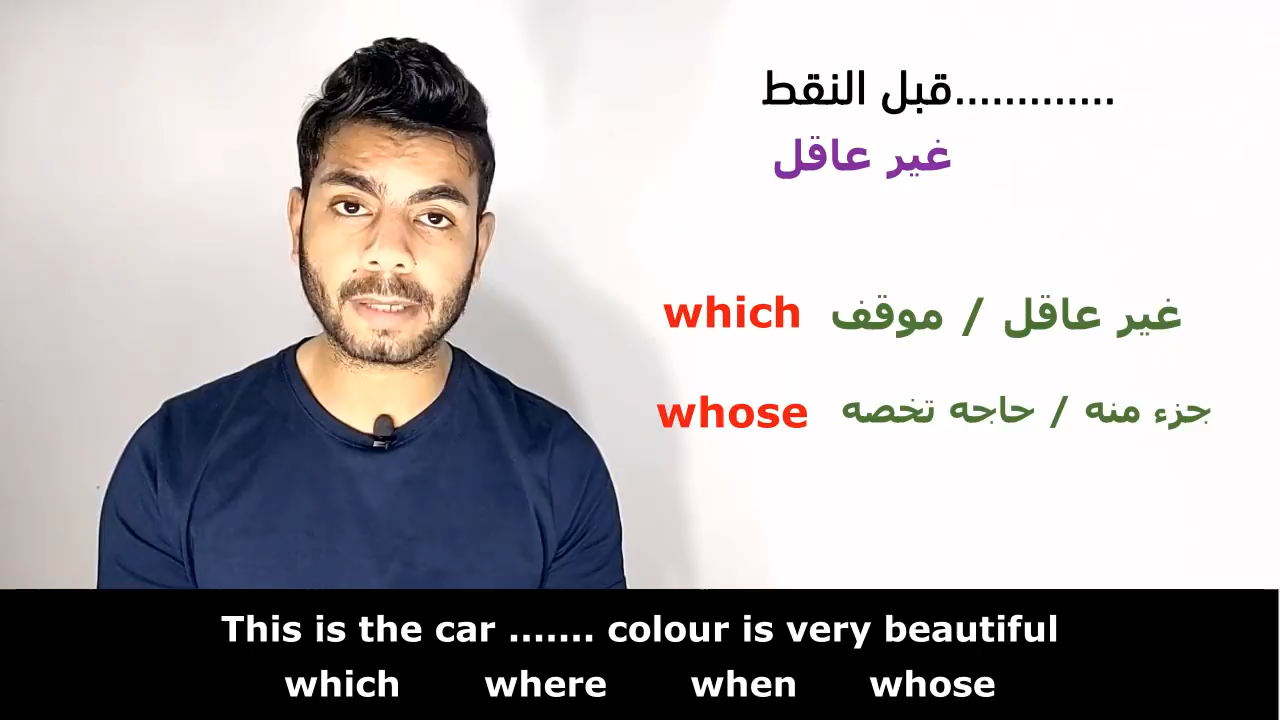 قبل النقط.............
غير عاقل
which غير عاقل / موقف
whose جزء منه / حاجه تخصه
This is the car ....... colour is very beautiful
which where when whose